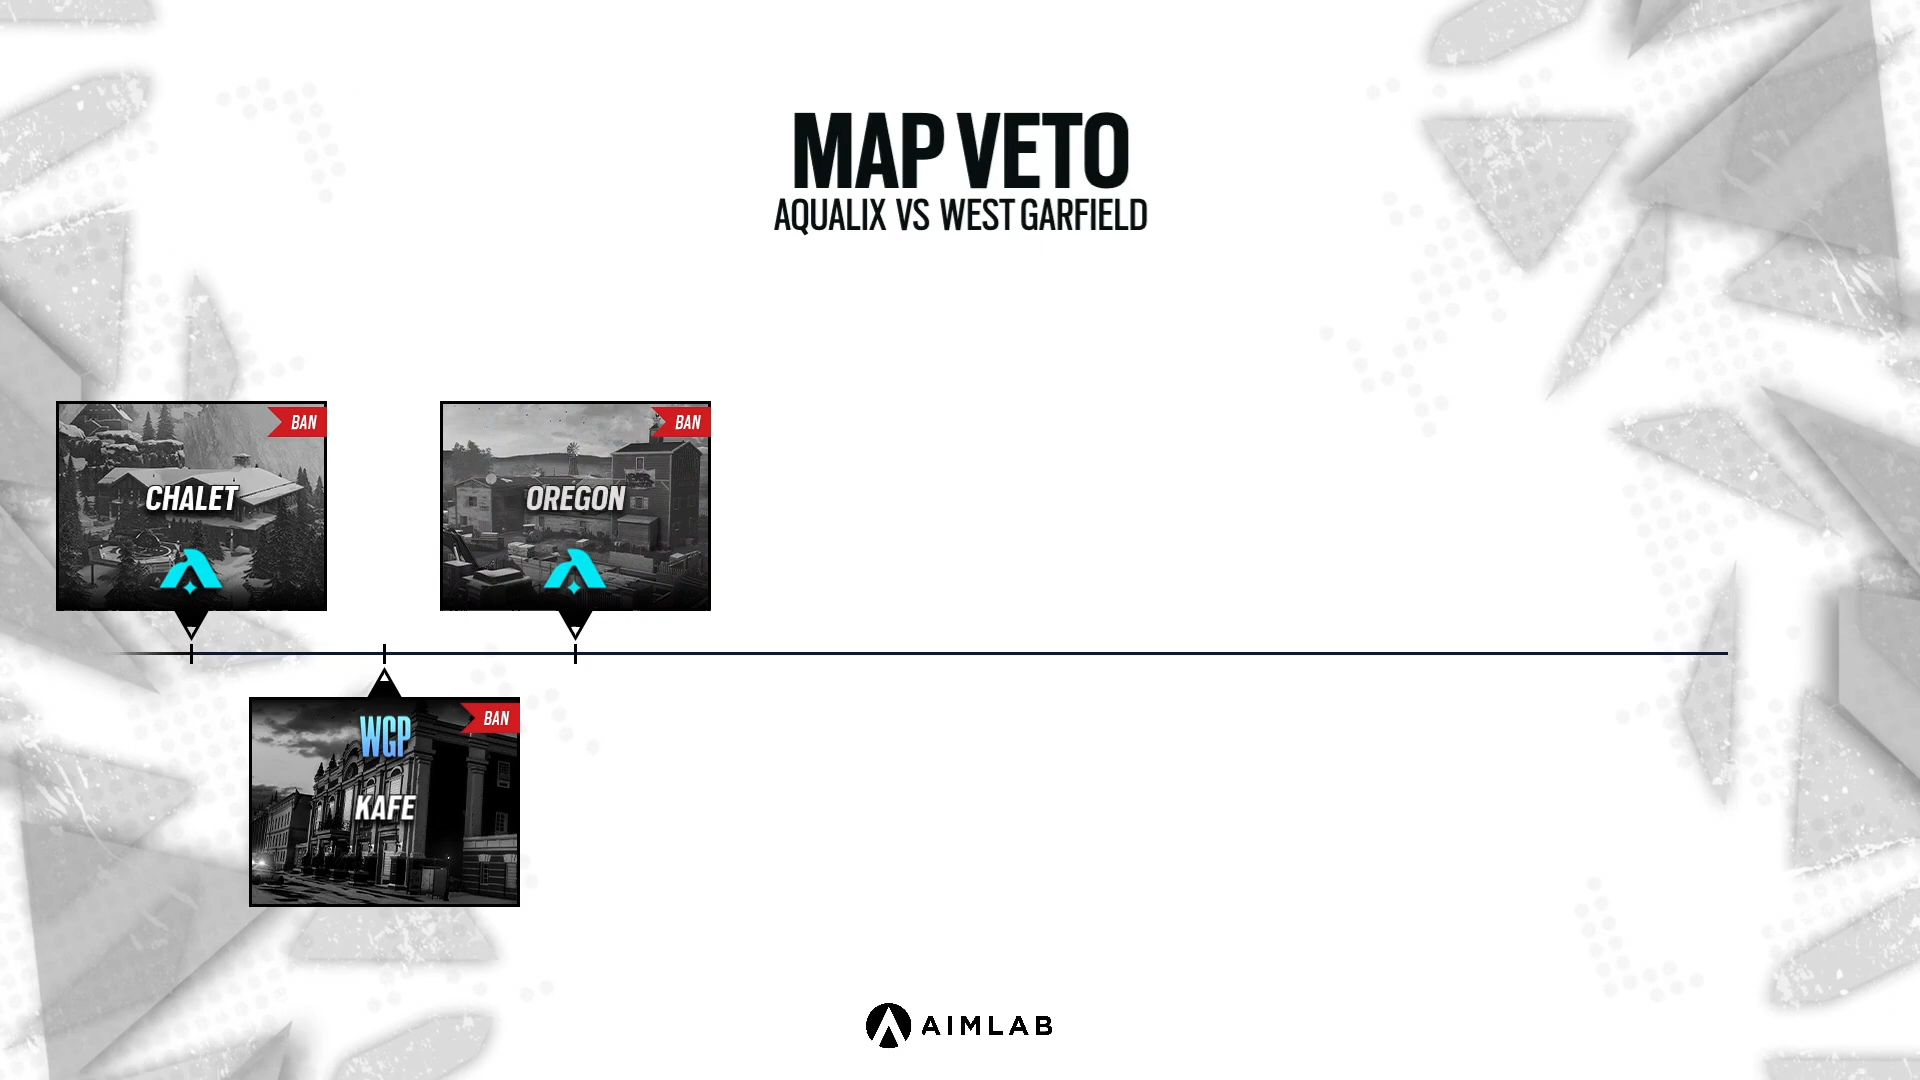 MAP VETO
AQUALIX VS WEST GARFIELD
BAN
CHALET
BAN
OREGON
BAN
WGP
KAFE
AIMLAB